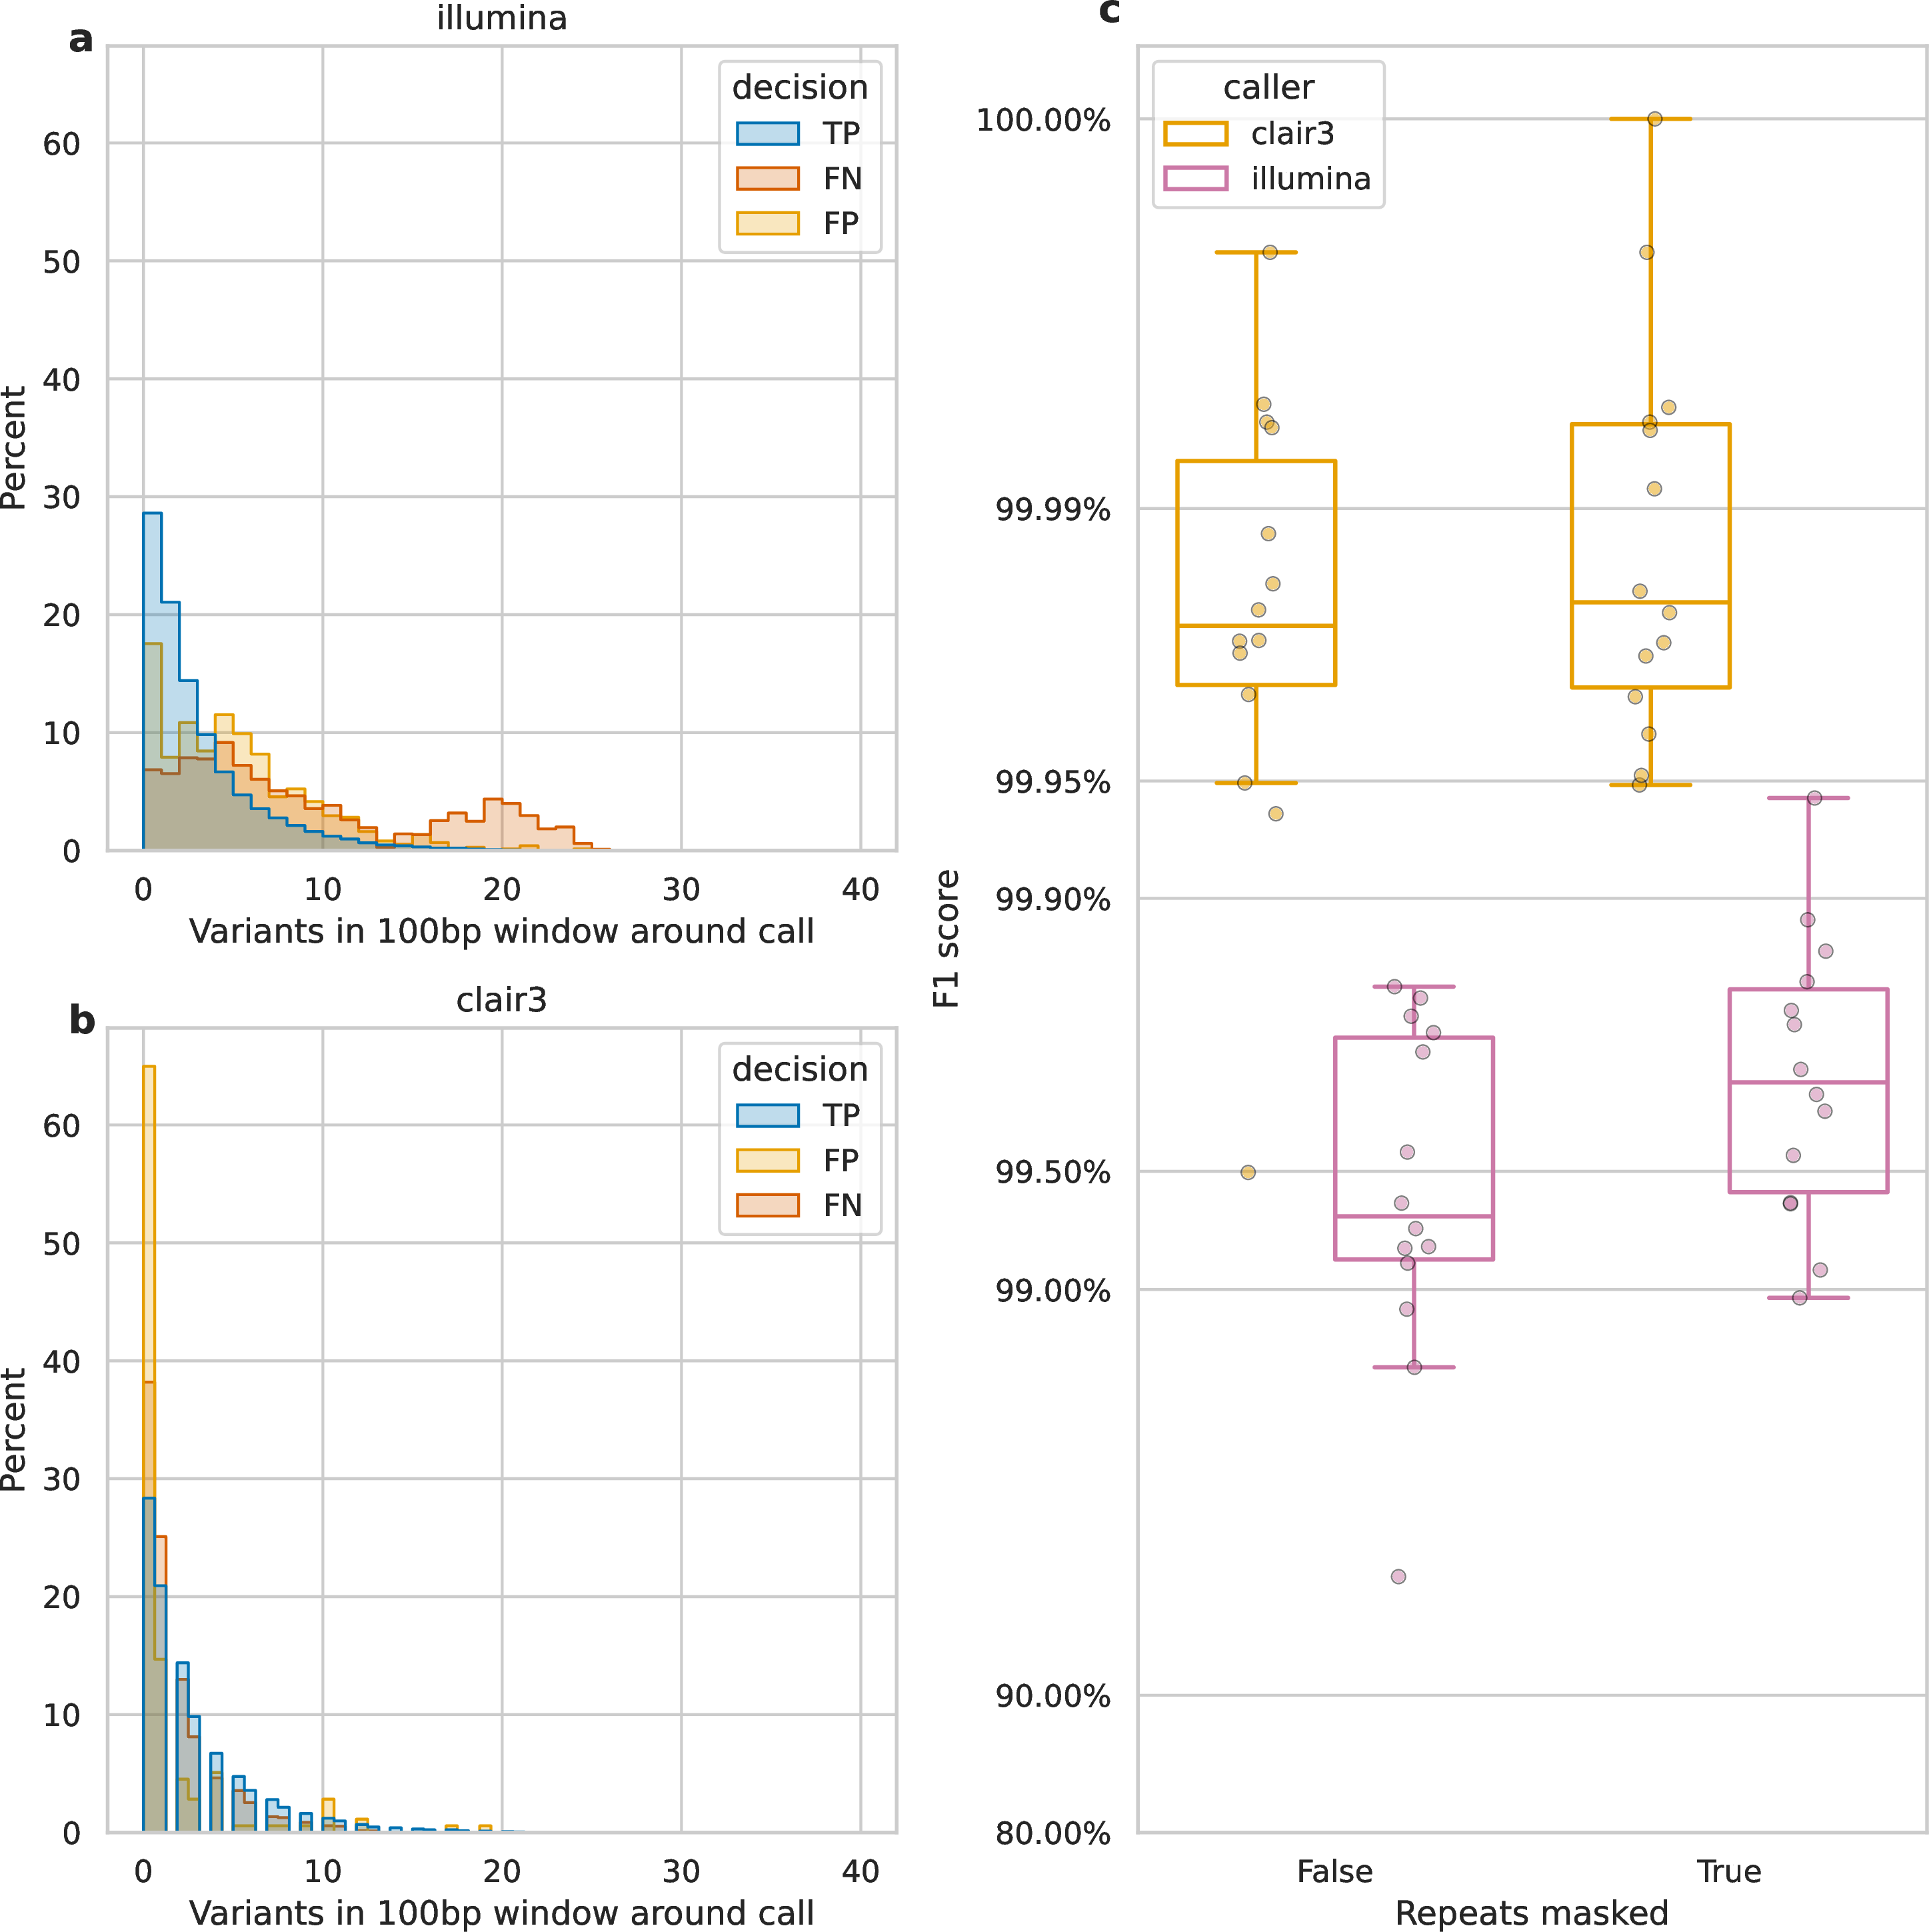 a
illumina
decision
TP
FN
FP
60
50
40
30
20
10
0
Percent
0 10 20 30 40
Variants in 100bp window around call
b
clair3
decision
TP
FP
FN
60
50
40
30
20
10
0
Percent
0 10 20 30 40
Variants in 100bp window around call
c
caller
clair3
illumina
100.00%
99.99%
99.95%
99.90%
99.50%
99.00%
90.00%
80.00%
F1 score
False True
Repeats masked